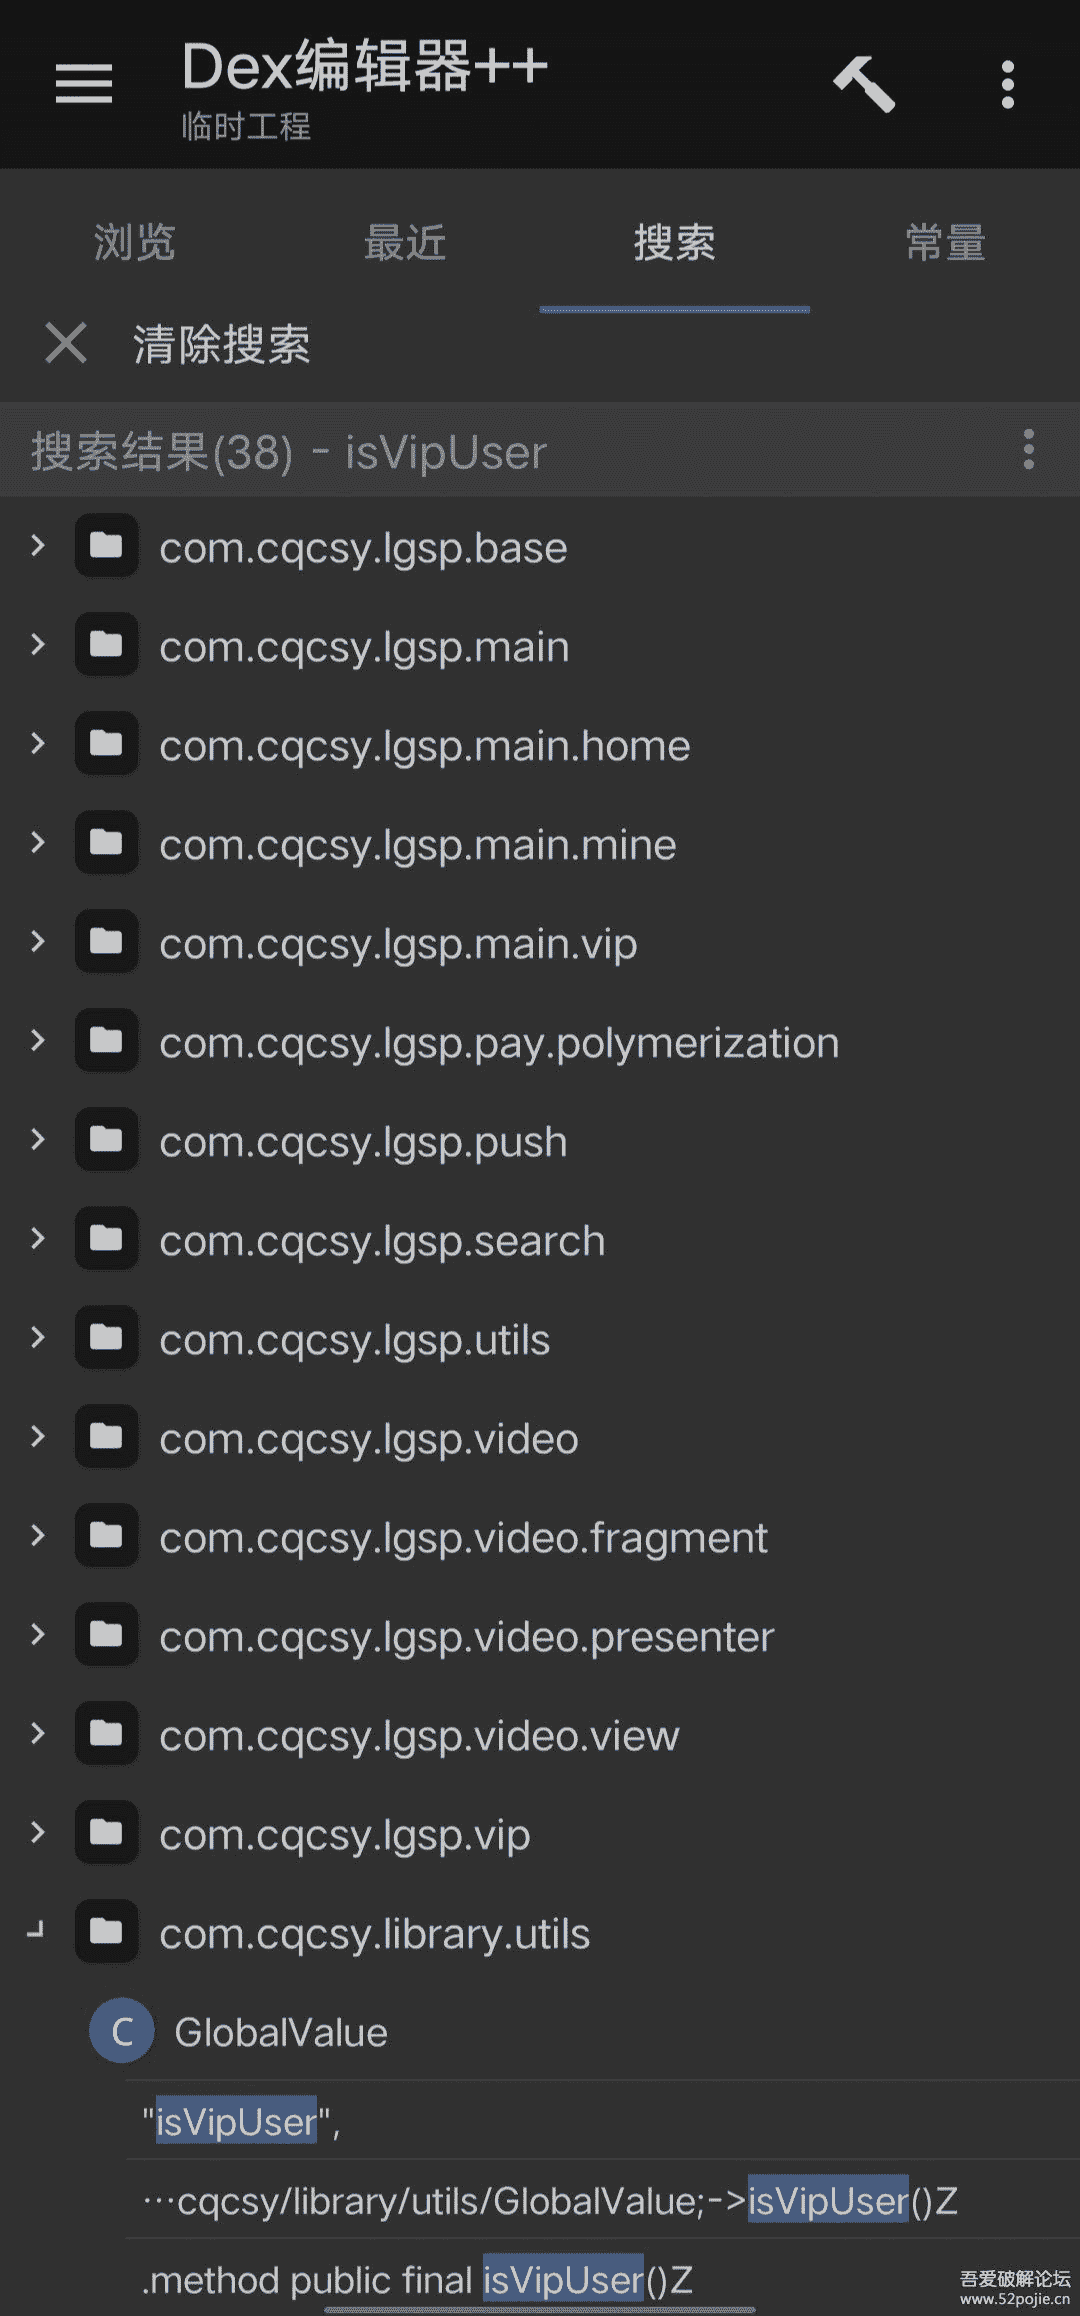 Dex编辑器++
临时工程
浏览 最近 搜索 常量
清除搜索
搜索结果(38) - isVipUser
com.cqcsy.lgsp.base
com.cqcsy.lgsp.main
com.cqcsy.lgsp.main.home
com.cqcsy.lgsp.main.mine
com.cqcsy.lgsp.main.vip
com.cqcsy.lgsp.pay.polymerization
com.cqcsy.lgsp.push
com.cqcsy.lgsp.search
com.cqcsy.lgsp.utils
com.cqcsy.lgsp.video
com.cqcsy.lgsp.video.fragment
com.cqcsy.lgsp.video.presenter
com.cqcsy.lgsp.video.view
com.cqcsy.lgsp.vip
com.cqcsy.library.utils
C GlobalValue
"isVipUser",
…cqcsy/library/utils/GlobalValue;->isVipUser()Z
.method public final isVipUser()Z
吾爱破解论坛
www.52pojie.cn